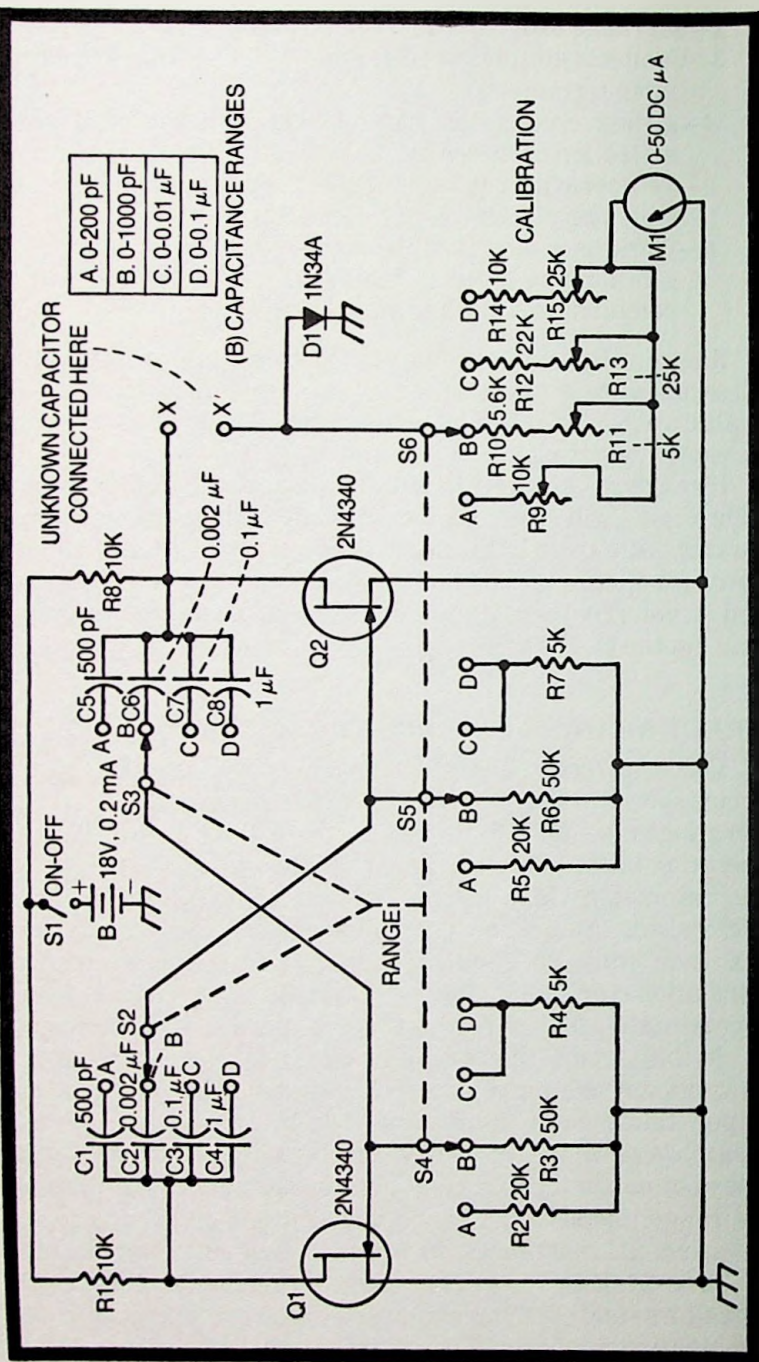 UNKNOWN CAPACITOR
CONNECTED HERE
A. 0-200 pF
B. 0-1000 pF
C. 0-0.01 µF
D. 0-0.1 µF
(B) CAPACITANCE RANGES
S1 ON-OFF
B
+
−
18V, 0.2 mA
R1 10K
C1 500 pF A
C2 0.002 µF B
C3 0.1 µF C
C4 1 µF D
S2
S3
A C5 500 pF
B C6 0.002 µF
C C7 0.1 µF
D C8 1 µF
R8 10K
X
X'
D1 1N34A
Q1
2N4340
Q2
2N4340
RANGE
S4
S5
S6
A
B
C
D
R2 20K
R3 50K
R4 5K
A
B
C
D
R5 20K
R6 50K
R7 5K
A
B
C
D
R9 10K
R10 5.6K
R11 5K
R12 22K
R13 25K
R14 10K
R15 25K
CALIBRATION
M1
0-50 DC µA